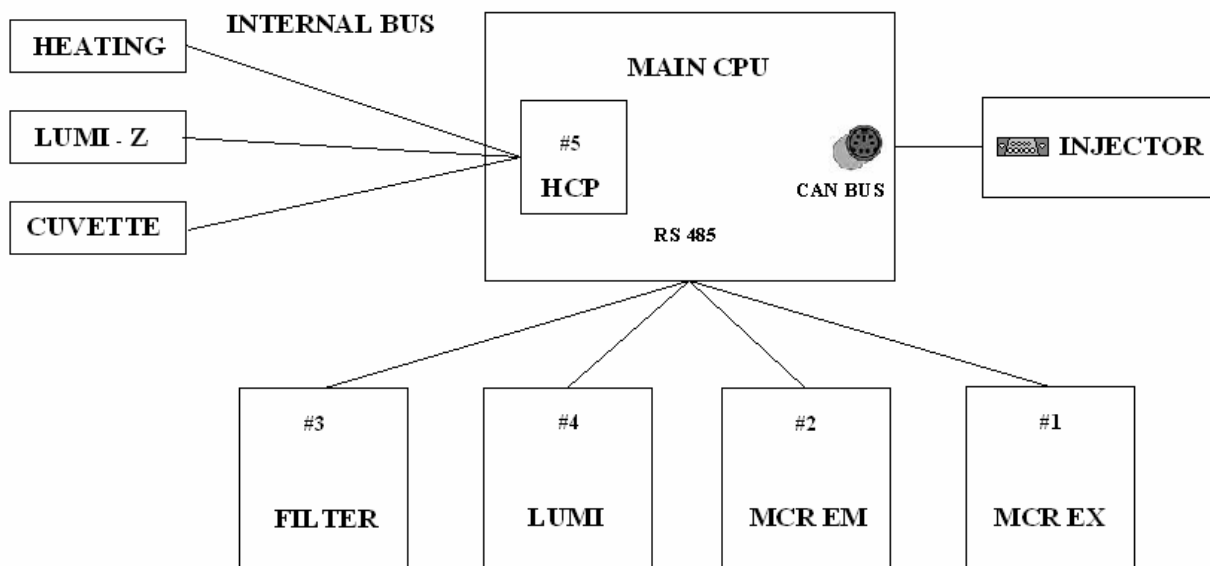 INTERNAL BUS
HEATING
LUMI - Z
CUVETTE
MAIN CPU
#5
HCP
CAN BUS
RS 485
INJECTOR
#3
FILTER
#4
LUMI
#2
MCR EM
#1
MCR EX